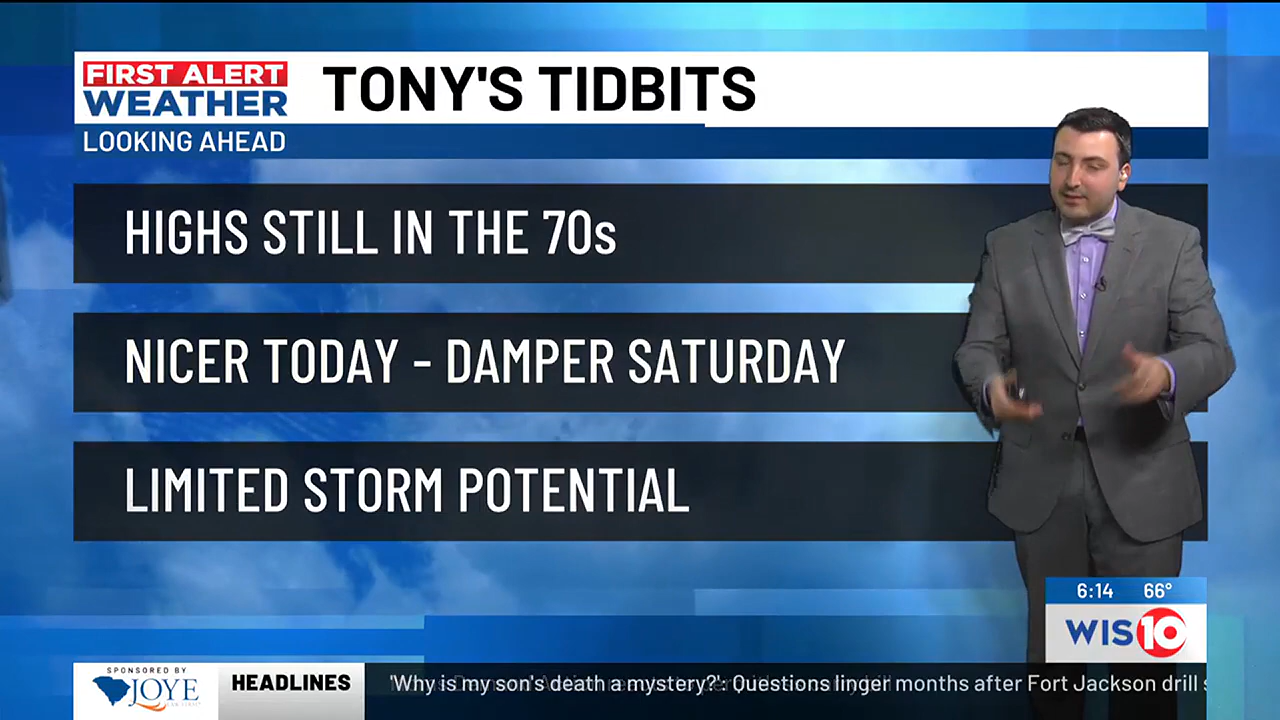 FIRST ALERT
WEATHER
TONY'S TIDBITS
LOOKING AHEAD
HIGHS STILL IN THE 70s
NICER TODAY - DAMPER SATURDAY
LIMITED STORM POTENTIAL
6:14 66°
WIS10
SPONSORED BY
JOYE
HEADLINES
'Why is my son's death a mystery?': Questions linger months after Fort Jackson drill